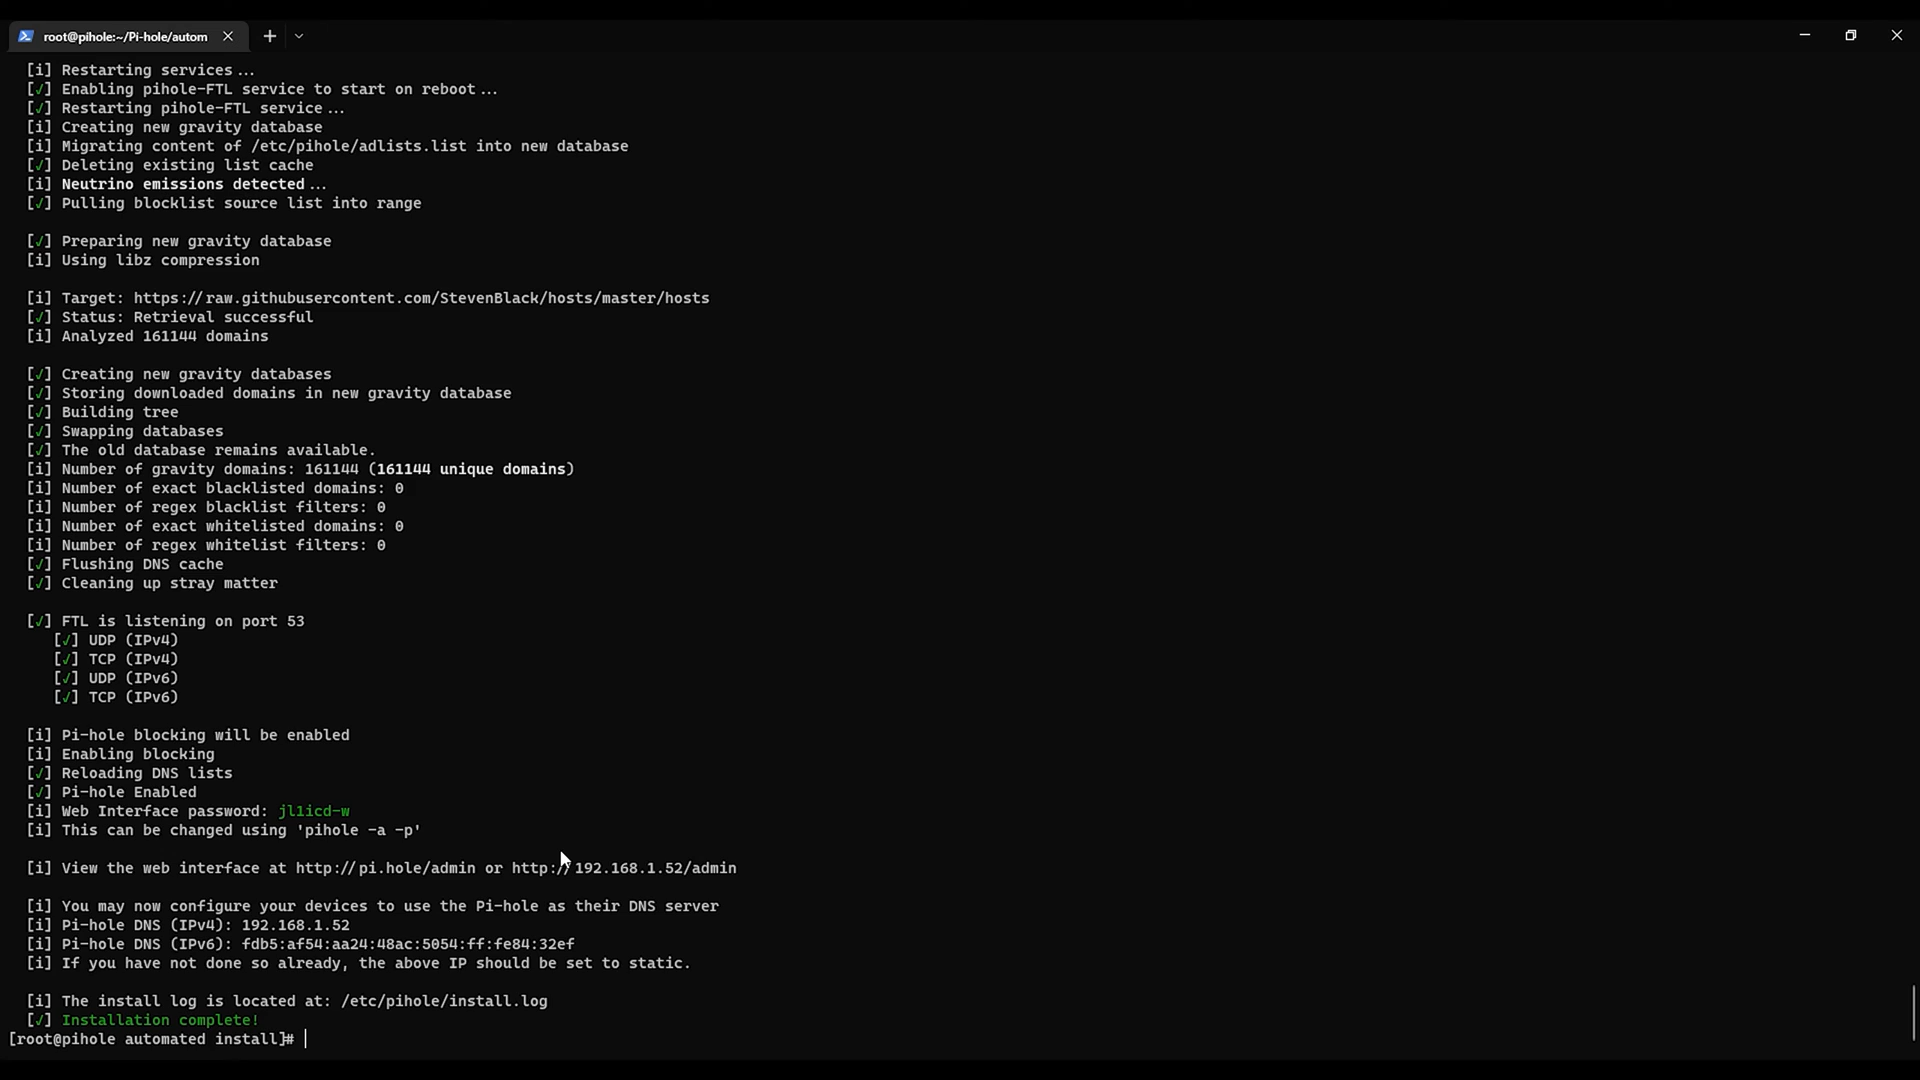 root@pihole:~/Pi-hole/autom
[i] Restarting services...
[✓] Enabling pihole-FTL service to start on reboot...
[✓] Restarting pihole-FTL service...
[i] Creating new gravity database
[i] Migrating content of /etc/pihole/adlists.list into new database
[✓] Deleting existing list cache
[i] Neutrino emissions detected...
[✓] Pulling blocklist source list into range
[✓] Preparing new gravity database
[i] Using libz compression
[i] Target: https://raw.githubusercontent.com/StevenBlack/hosts/master/hosts
[✓] Status: Retrieval successful
[i] Analyzed 161144 domains
[✓] Creating new gravity databases
[✓] Storing downloaded domains in new gravity database
[✓] Building tree
[✓] Swapping databases
[✓] The old database remains available.
[i] Number of gravity domains: 161144 (161144 unique domains)
[i] Number of exact blacklisted domains: 0
[i] Number of regex blacklist filters: 0
[i] Number of exact whitelisted domains: 0
[i] Number of regex whitelist filters: 0
[✓] Flushing DNS cache
[✓] Cleaning up stray matter
[✓] FTL is listening on port 53
[✓] UDP (IPv4)
[✓] TCP (IPv4)
[✓] UDP (IPv6)
[✓] TCP (IPv6)
[i] Pi-hole blocking will be enabled
[i] Enabling blocking
[✓] Reloading DNS lists
[✓] Pi-hole Enabled
[i] Web Interface password: jl1icd-w
[i] This can be changed using 'pihole -a -p'
[i] View the web interface at http://pi.hole/admin or http://192.168.1.52/admin
[i] You may now configure your devices to use the Pi-hole as their DNS server
[i] Pi-hole DNS (IPv4): 192.168.1.52
[i] Pi-hole DNS (IPv6): fdb5:af54:aa24:48ac:5054:ff:fe84:32ef
[i] If you have not done so already, the above IP should be set to static.
[i] The install log is located at: /etc/pihole/install.log
[✓] Installation complete!
[root@pihole automated install]#